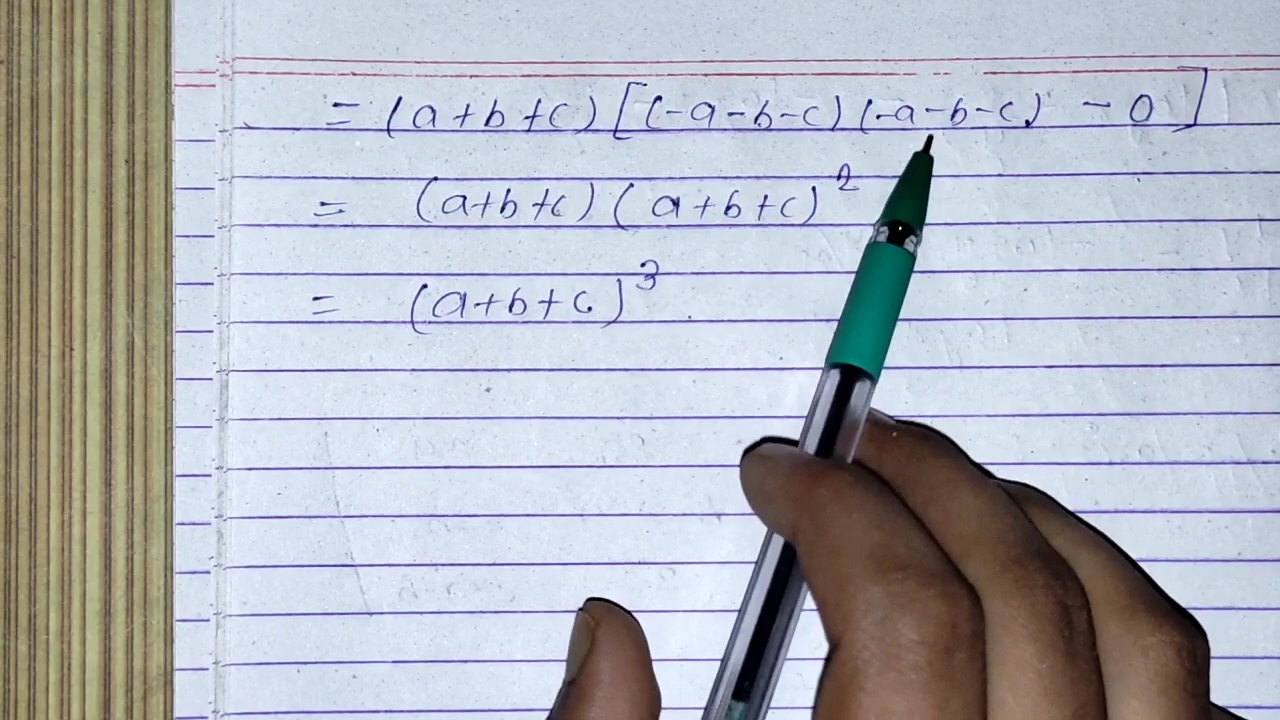 = (a+b+c)[(-a-b-c)(-a-b-c) - 0]
= (a+b+c)(a+b+c)²
= (a+b+c)³